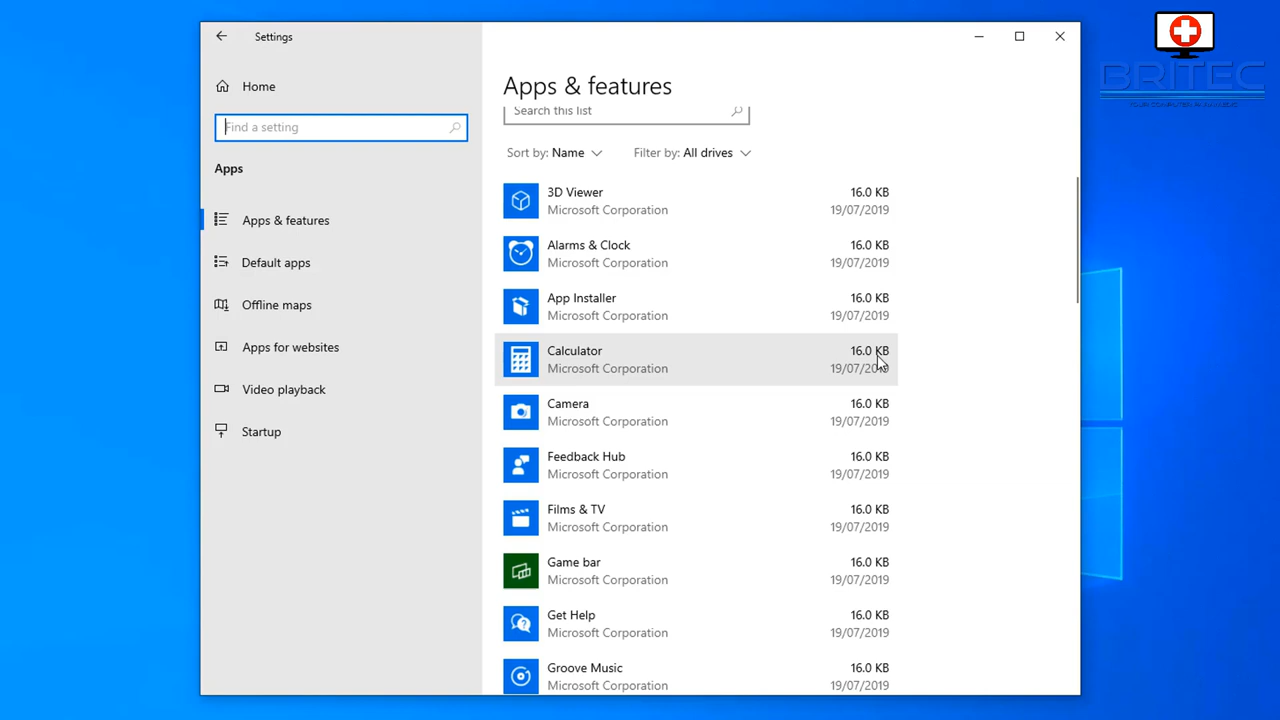 Settings
BRITEC
Home
Apps & features
Search this list
Find a setting
Sort by: Name
Filter by: All drives
Apps
Apps & features
Default apps
Offline maps
Apps for websites
Video playback
Startup
3D Viewer 16.0 KB
Microsoft Corporation 19/07/2019
Alarms & Clock 16.0 KB
Microsoft Corporation 19/07/2019
App Installer 16.0 KB
Microsoft Corporation 19/07/2019
Calculator 16.0 KB
Microsoft Corporation 19/07/2019
Camera 16.0 KB
Microsoft Corporation 19/07/2019
Feedback Hub 16.0 KB
Microsoft Corporation 19/07/2019
Films & TV 16.0 KB
Microsoft Corporation 19/07/2019
Game bar 16.0 KB
Microsoft Corporation 19/07/2019
Get Help 16.0 KB
Microsoft Corporation 19/07/2019
Groove Music 16.0 KB
Microsoft Corporation 19/07/2019